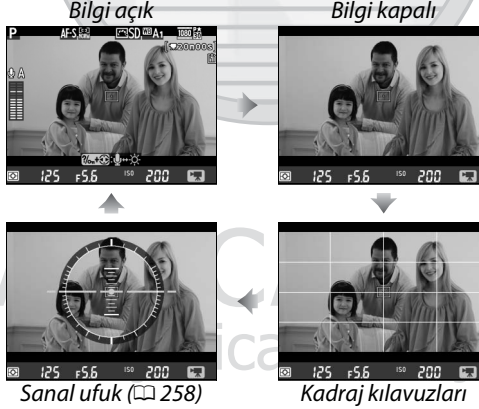 Bilgi açık
Bilgi kapalı
P AF-S SD A1 1080
[20m00s]
A
125 F5.6 ISO 200
125 F5.6 ISO 200
125 F5.6 ISO 200
125 F5.6 ISO 200
Sanal ufuk (258)
Kadraj kılavuzları